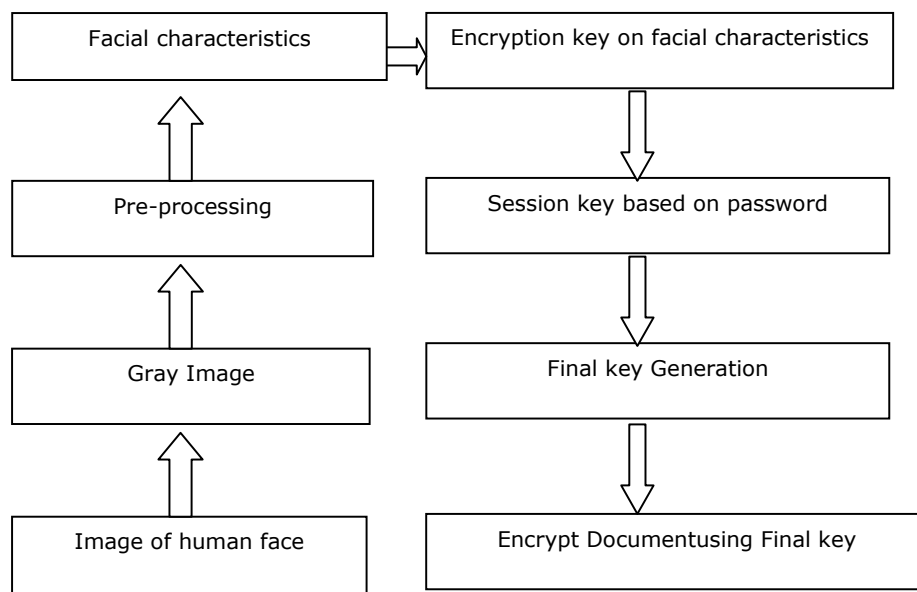 Facial characteristics
Encryption key on facial characteristics
Pre-processing
Session key based on password
Gray Image
Final key Generation
Image of human face
Encrypt Documentusing Final key